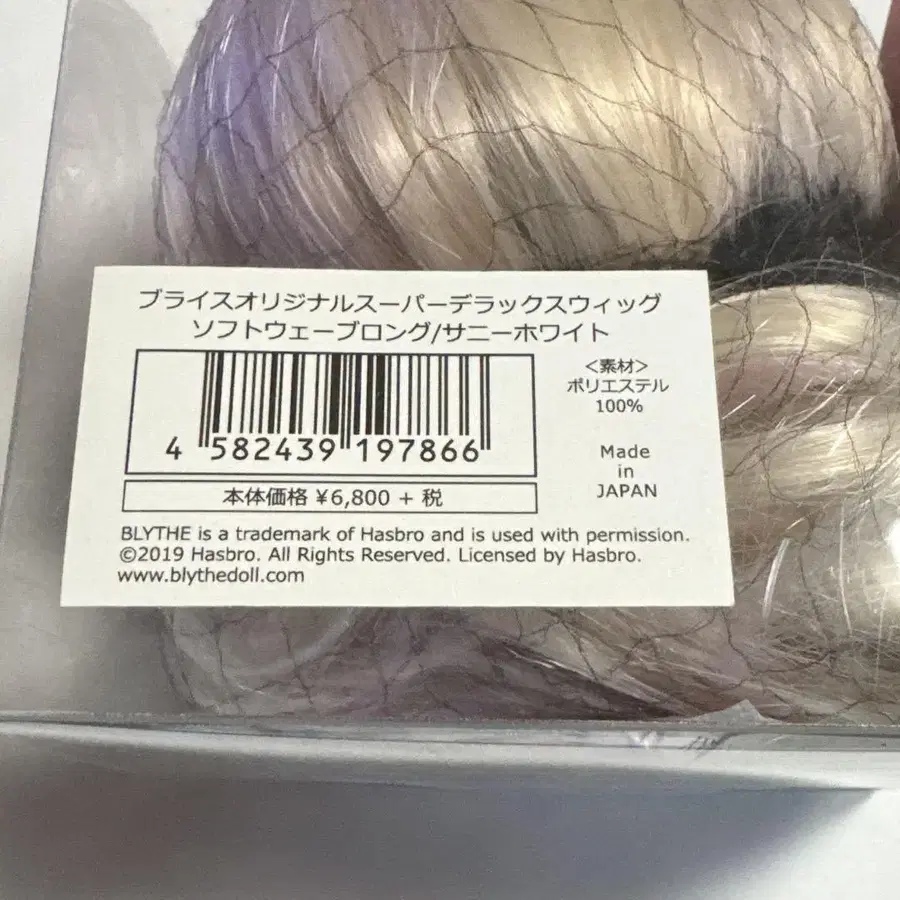 ブライスオリジナルスーパーデラックスウィッグ
ソフトウェーブロング/サニーホワイト
4 582439 197866
<素材>
ポリエステル
100%
Made
in
JAPAN
本体価格 ¥6,800 + 税
BLYTHE is a trademark of Hasbro and is used with permission.
©2019 Hasbro. All Rights Reserved. Licensed by Hasbro.
www.blythedoll.com